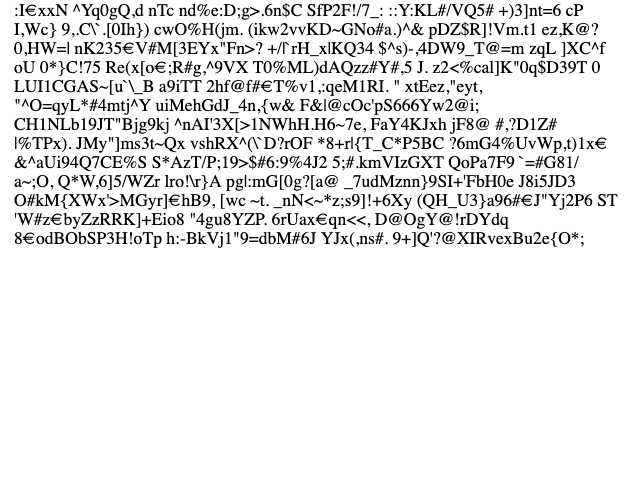 :I€xxN ^Yq0gQ,d nTc nd%e:D;g>.6n$C SfP2F!/7_: ::Y:KL#/VQ5# +)3]nt=6 cP
I,Wc} 9,.C\`.[0Ih}) cwO%H(jm. (ikw2vvKD~GNo#a.)^& pDZ$R]!Vm.t1 ez,K@?
0,HW=| nK235€V#M[3EYx"Fn>? +/|` rH_x|KQ34 $^s)-,4DW9_T@=m zqL ]XC^f
oU 0*}C!75 Re(x[o€;R#g,^9VX T0%ML)dAQzz#Y#,5 J. z2<%cal]K"0q$D39T 0
LUI1CGAS~[u`\_B a9iTT 2hf@f#€T%v1,:qeM1RI. " xtEez,"eyt,
"^O=qyL*#4mtj^Y uiMehGdJ_4n,{w& F&|@cOc'pS666Yw2@i;
CH1NLb19JT"Bjg9kj ^nAI'3X[>1NWhH.H6~7e, FaY4KJxh jF8@ #,?D1Z#
|%TPx). JMy"]ms3t~Qx vshRX^(\`D?rOF *8+r|{T_C*P5BC ?6mG4%UvWp,t)1x€
&^aUi94Q7CE%S S*AzT/P;19>$#6:9%4J2 5;#.kmVIzGXT QoPa7F9 `=#G81/
a~;O, Q*W,6]5/WZr lro!\r}A pg|:mG[0g?[a@ _7udMznn}9SI+'FbH0e J8i5JD3
O#kM{XWx'>MGyr]€hB9, [wc ~t. _nN<~;z;s9]!+6Xy (QH_U3}a96#€J"Yj2P6 ST
'W#z€byZzRRK]+Eio8 "4gu8YZP. 6rUax€qn<<, D@OgY@!rDYdq
8€odBObSP3H!oTp h:-BkVj1"9=dbM#2~ YJx(,ns#. 9+]Q'?@XIRvexBu2e{O*;